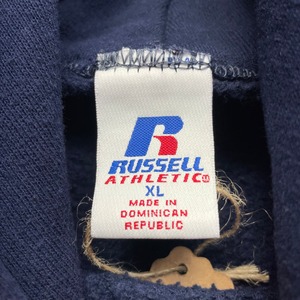 RUSSELL
ATHLETIC
XL
MADE IN
DOMINICAN
REPUBLIC